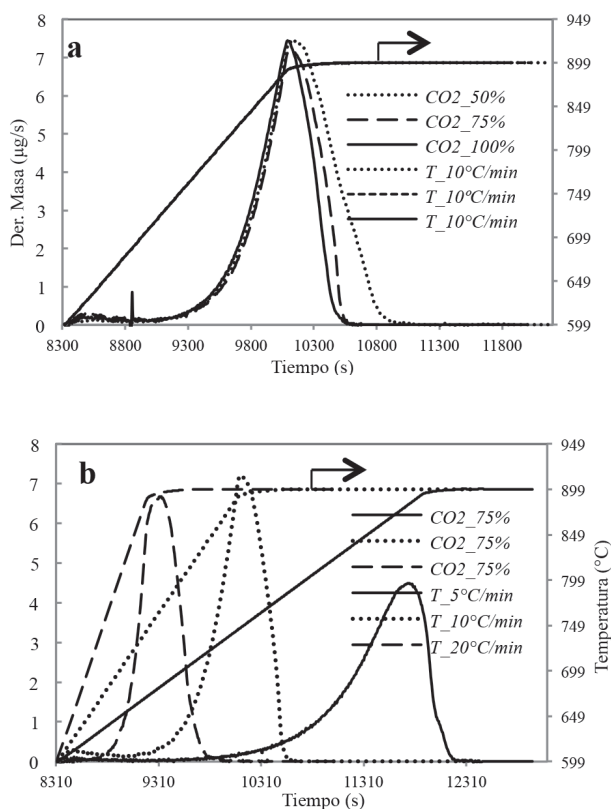 a
8
7
6
5
4
3
2
1
0
Der. Masa (µg/s)
949
899
849
799
749
699
649
599
CO2_50%
CO2_75%
CO2_100%
T_10°C/min
T_10ºC/min
T_10°C/min
8300 8800 9300 9800 10300 10800 11300 11800
Tiempo (s)
b
8
7
6
5
4
3
2
1
0
949
899
849
799
749
699
649
599
Temperatura (°C)
CO2_75%
CO2_75%
CO2_75%
T_5°C/min
T_10°C/min
T_20°C/min
8310 9310 10310 11310 12310
Tiempo (s)